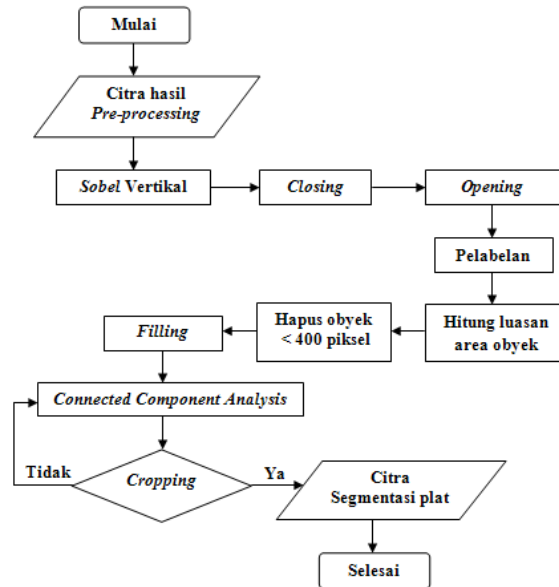 Mulai
Citra hasil
Pre-processing
Sobel Vertikal
Closing
Opening
Pelabelan
Hitung luasan
area obyek
Hapus obyek
< 400 piksel
Filling
Connected Component Analysis
Cropping
Tidak
Ya
Citra
Segmentasi plat
Selesai